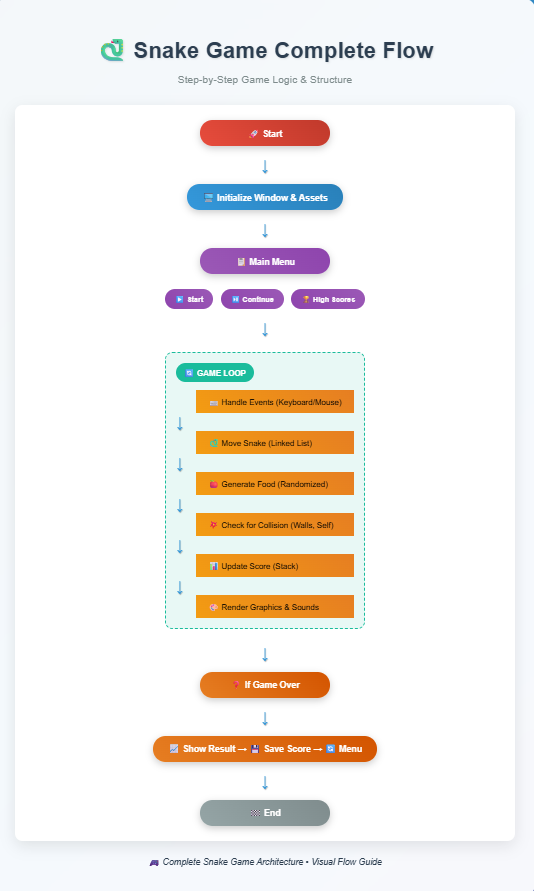 Snake Game Complete Flow
Step-by-Step Game Logic & Structure
Start
Initialize Window & Assets
Main Menu
Start Continue High Scores
GAME LOOP
Handle Events (Keyboard/Mouse)
Move Snake (Linked List)
Generate Food (Randomized)
Check for Collision (Walls, Self)
Update Score (Stack)
Render Graphics & Sounds
If Game Over
Show Result → Save Score → Menu
End
Complete Snake Game Architecture • Visual Flow Guide